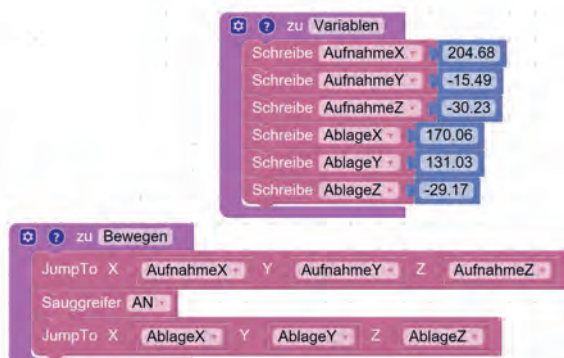 ? zu Variablen
Schreibe AufnahmeX 204.68
Schreibe AufnahmeY -15.49
Schreibe AufnahmeZ -30.23
Schreibe AblageX 170.06
Schreibe AblageY 131.03
Schreibe AblageZ -29.17
? zu Bewegen
JumpTo X AufnahmeX Y AufnahmeY Z AufnahmeZ
Sauggreifer AN
JumpTo X AblageX Y AblageY Z AblageZ